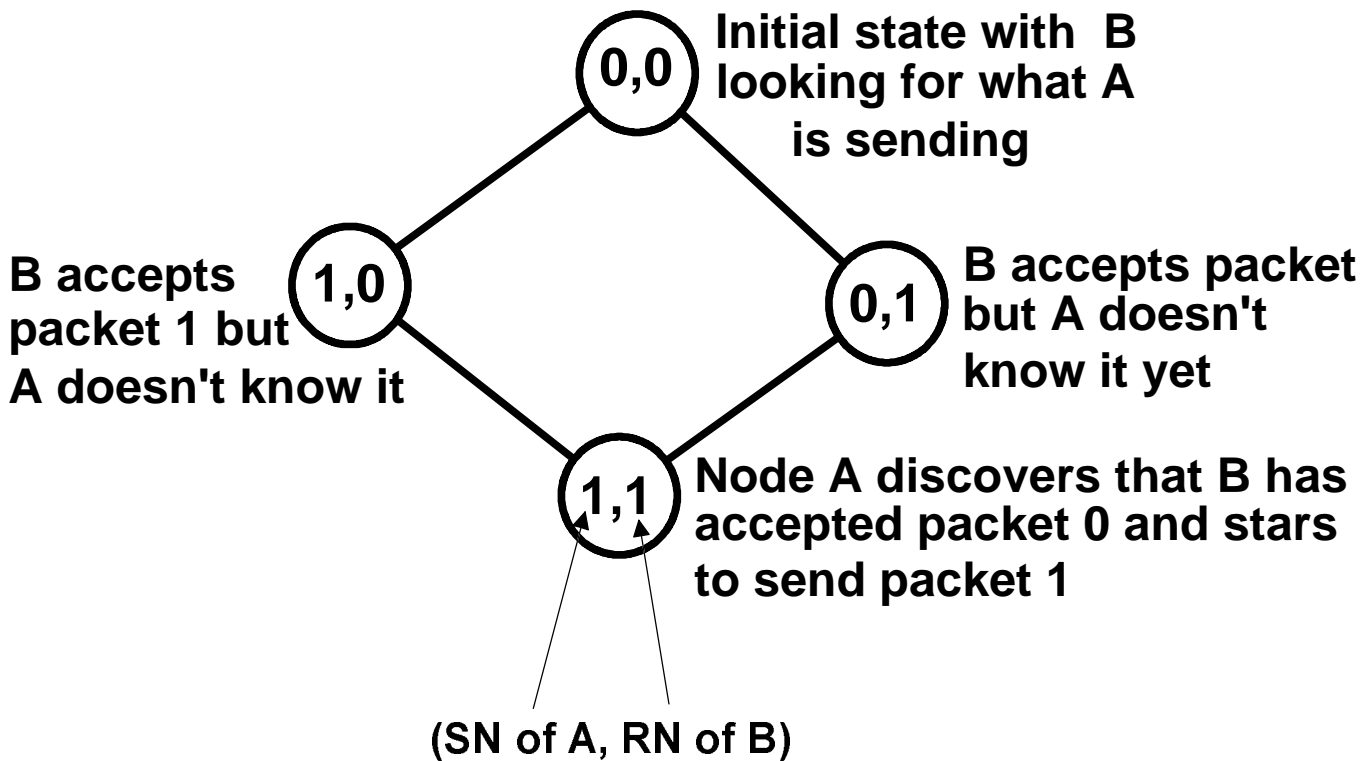 0,0
Initial state with B
looking for what A
is sending
1,0
B accepts
packet 1 but
A doesn't know it
0,1
B accepts packet
but A doesn't
know it yet
1,1
Node A discovers that B has
accepted packet 0 and stars
to send packet 1
(SN of A, RN of B)